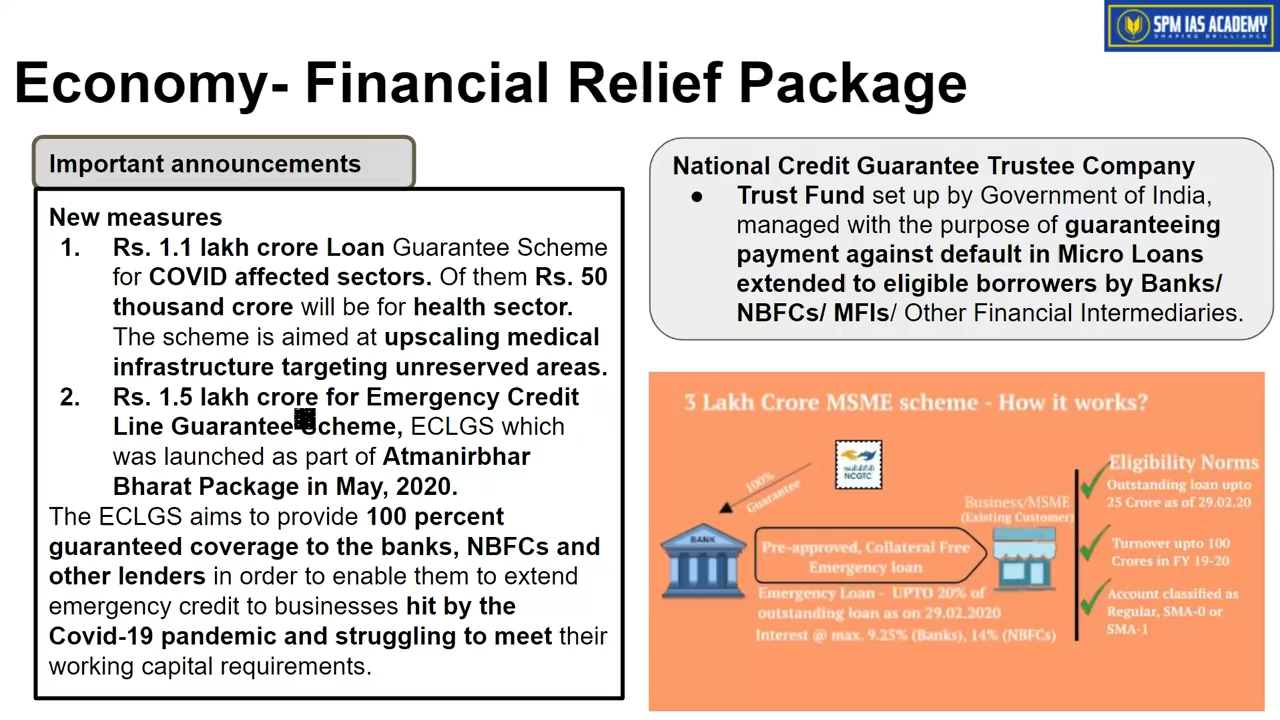 SPM IAS ACADEMY
SHAPING BRILLIANCE
Economy- Financial Relief Package
Important announcements
New measures
1. Rs. 1.1 lakh crore Loan Guarantee Scheme
for COVID affected sectors. Of them Rs. 50
thousand crore will be for health sector.
The scheme is aimed at upscaling medical
infrastructure targeting unreserved areas.
2. Rs. 1.5 lakh crore for Emergency Credit
Line Guarantee Scheme, ECLGS which
was launched as part of Atmanirbhar
Bharat Package in May, 2020.
The ECLGS aims to provide 100 percent
guaranteed coverage to the banks, NBFCs and
other lenders in order to enable them to extend
emergency credit to businesses hit by the
Covid-19 pandemic and struggling to meet their
working capital requirements.
National Credit Guarantee Trustee Company
● Trust Fund set up by Government of India,
managed with the purpose of guaranteeing
payment against default in Micro Loans
extended to eligible borrowers by Banks/
NBFCs/ MFIs/ Other Financial Intermediaries.
3 Lakh Crore MSME scheme - How it works?
NCGTC
100%
Guarantee
BANK
Pre-approved, Collateral Free
Emergency loan
Business/MSME
(Existing Customer)
Emergency Loan - UPTO 20% of
outstanding loan as on 29.02.2020
Interest @ max. 9.25% (Banks), 14% (NBFCs)
Eligibility Norms
Outstanding loan upto
25 Crore as of 29.02.20
Turnover upto 100
Crores in FY 19-20
Account classified as
Regular, SMA-0 or
SMA-1